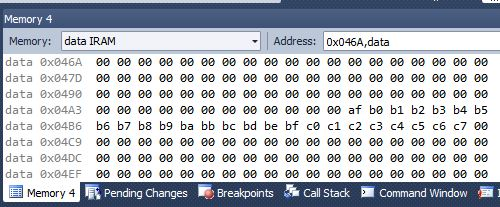 Memory 4
Memory: data IRAM Address: 0x046A,data
data 0x046A 00 00 00 00 00 00 00 00 00 00 00 00 00 00 00 00 00 00 00
data 0x047D 00 00 00 00 00 00 00 00 00 00 00 00 00 00 00 00 00 00 00
data 0x0490 00 00 00 00 00 00 00 00 00 00 00 00 00 00 00 00 00 00 00
data 0x04A3 00 00 00 00 00 00 00 00 00 00 00 00 af b0 b1 b2 b3 b4 b5
data 0x04B6 b6 b7 b8 b9 ba bb bc bd be bf c0 c1 c2 c3 c4 c5 c6 c7 00
data 0x04C9 00 00 00 00 00 00 00 00 00 00 00 00 00 00 00 00 00 00 00
data 0x04DC 00 00 00 00 00 00 00 00 00 00 00 00 00 00 00 00 00 00 00
data 0x04EF 00 00 00 00 00 00 00 00 00 00 00 00 00 00 00 00 00 00 00
Memory 4 Pending Changes Breakpoints Call Stack Command Window